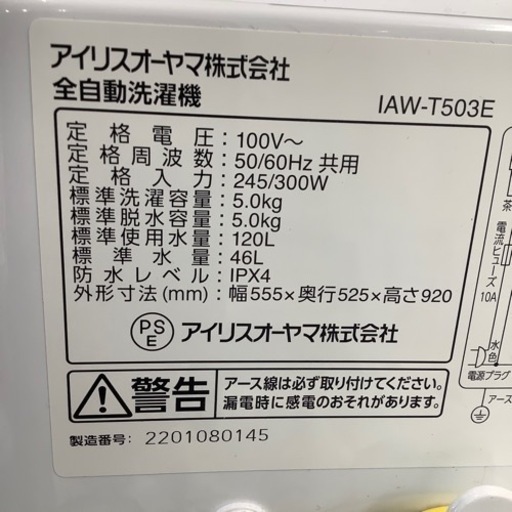 アイリスオーヤマ株式会社
全自動洗濯機 IAW-T503E
定格電圧：100V～
定格周波数：50/60Hz 共用
定格入力：245/300W
標準洗濯容量：5.0kg
標準脱水容量：5.0kg
標準使用水量：120L
標準水量：46L
防水レベル：IPX4
外形寸法(mm)：幅555×奥行525×高さ920
PS
E
アイリスオーヤマ株式会社
警告
アース線は必ず取り付けてください。
漏電時に感電のおそれがあります。
製造番号：2201080145
茶
電流ヒューズ
10A
水色
電源プラグ
アース